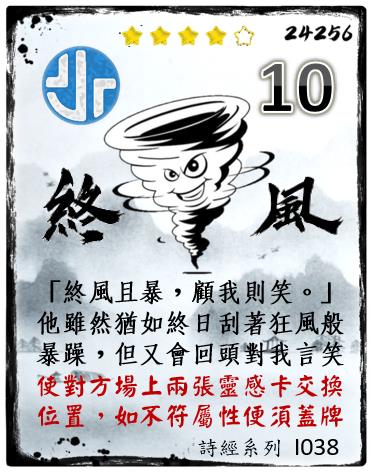 24256
10
終風
「終風且暴，顧我則笑。」
他雖然猶如終日刮著狂風般
暴躁，但又會回頭對我言笑
使對方場上兩張靈感卡交換
位置，如不符屬性便須蓋牌
詩經系列 I038